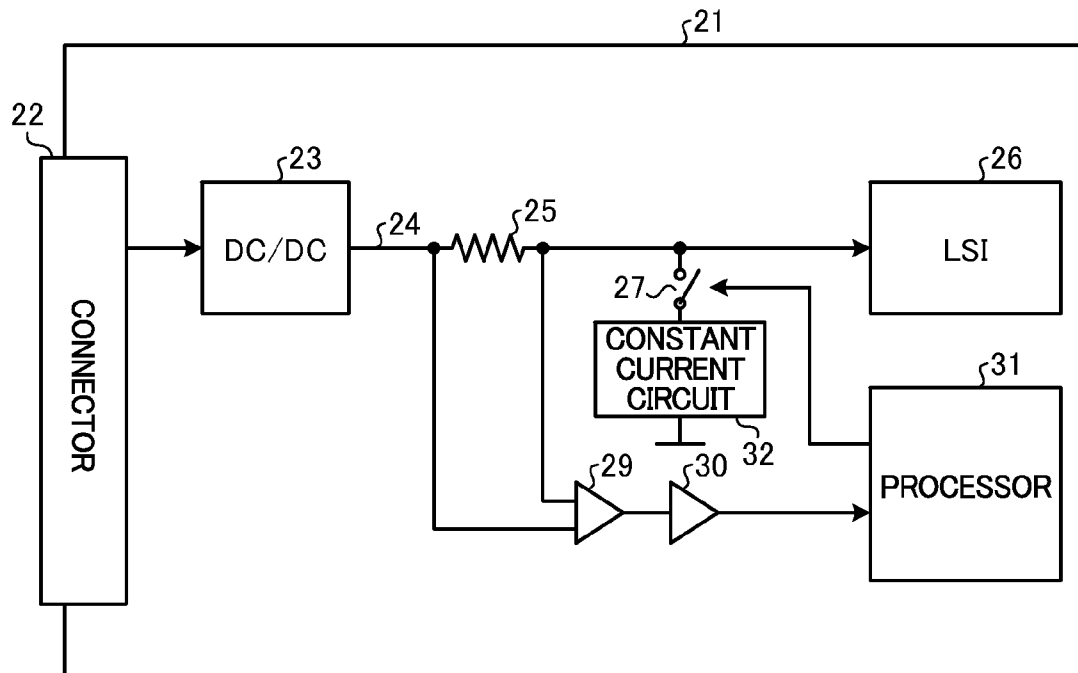 21
22
23
24
25
26
CONNECTOR
DC/DC
LSI
27
CONSTANT
CURRENT
CIRCUIT
32
31
29
30
PROCESSOR